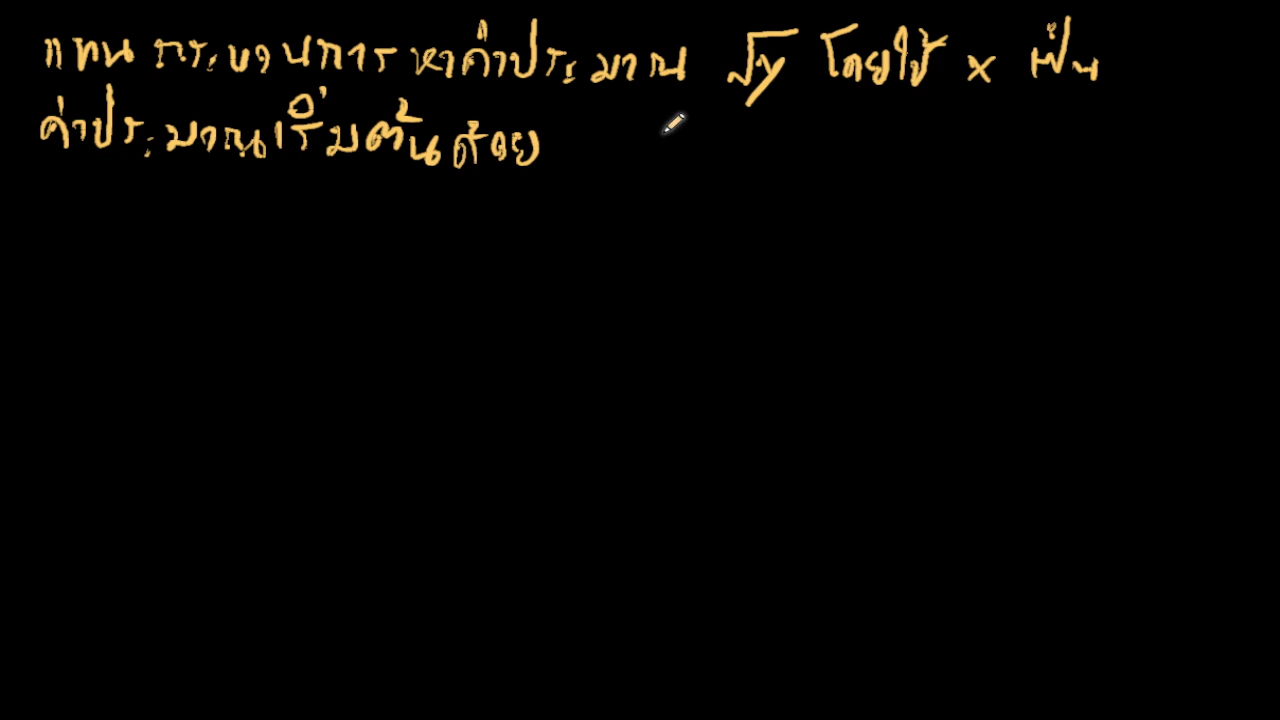 แทน กระบวนการ หาค่าประมาณ √y โดยใช้ x เป็น
ค่าประมาณเริ่มต้นด้วย